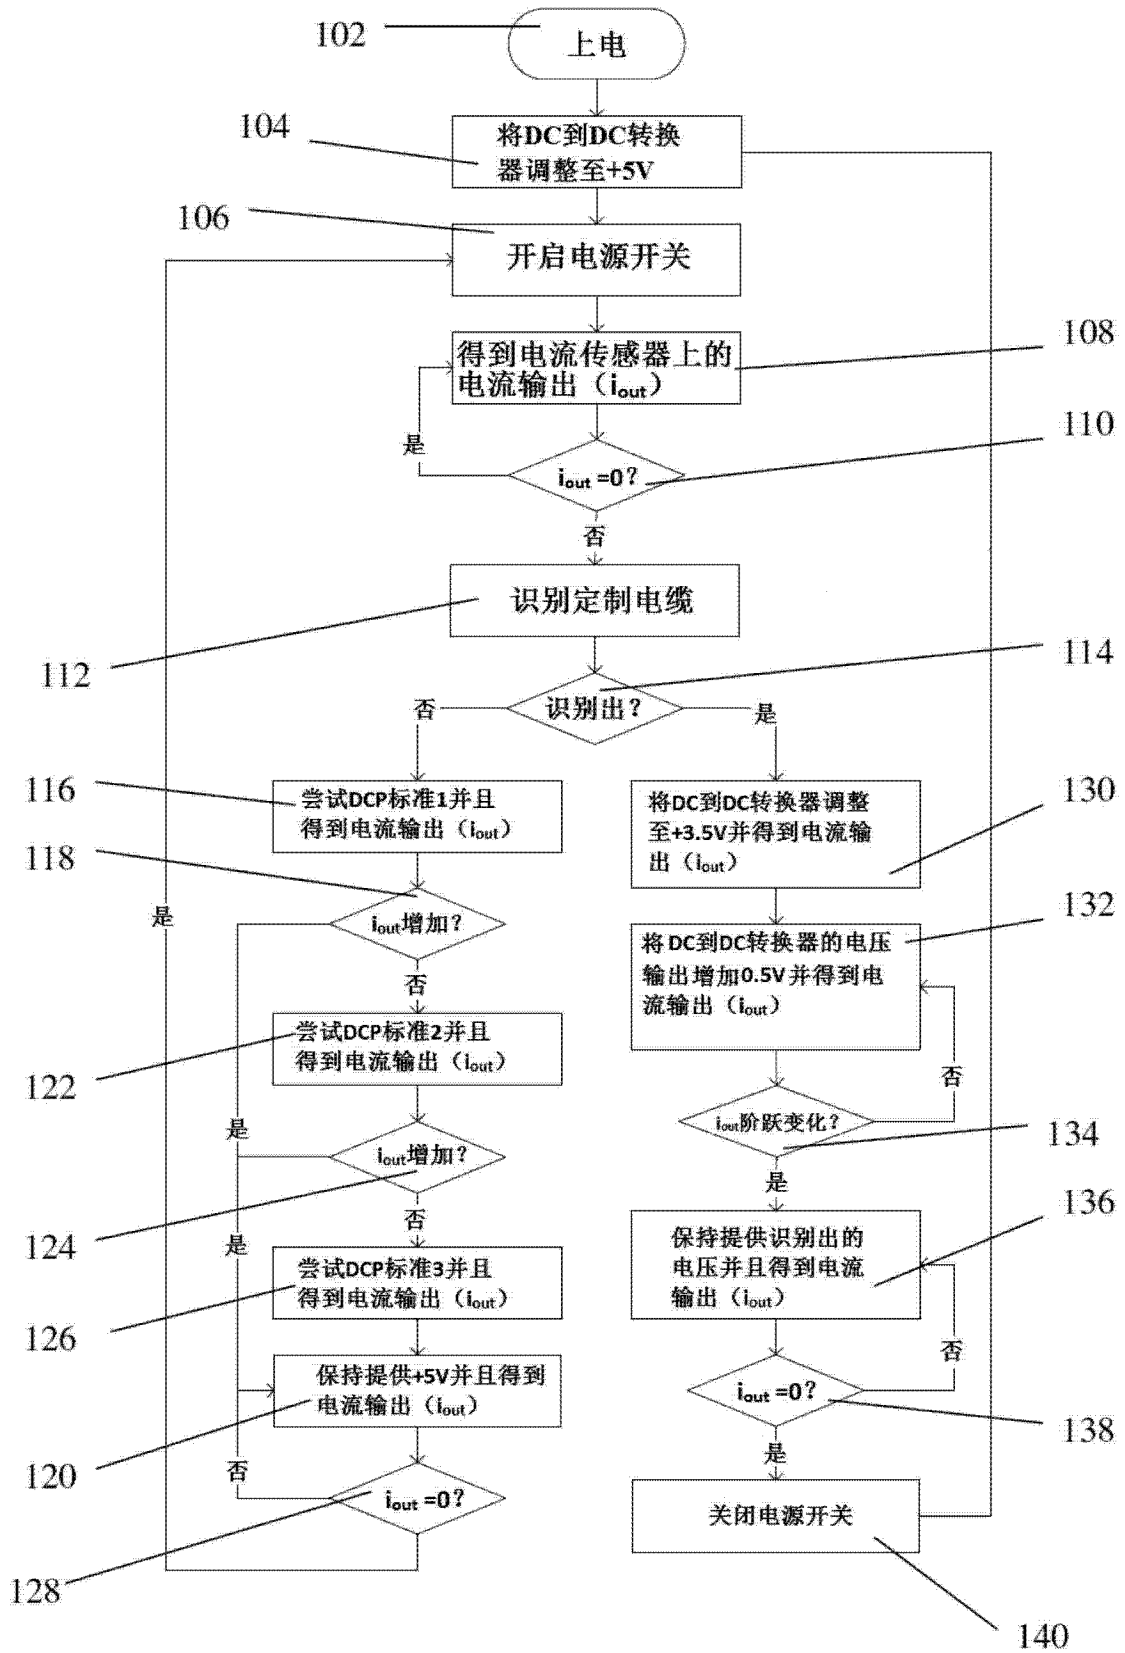 102
上电
104
将DC到DC转换
器调整至+5V
106
开启电源开关
108
得到电流传感器上的
电流输出（iout）
110
是
iout =0?
否
识别定制电缆
112
114
识别出?
否
是
116
尝试DCP标准1并且
得到电流输出（iout）
130
将DC到DC转换器调整
至+3.5V并得到电流输
出（iout）
118
iout增加?
是
132
将DC到DC转换器的电压
输出增加0.5V并得到电
流输出（iout）
否
122
尝试DCP标准2并且
得到电流输出（iout）
否
是
iout阶跃变化?
134
iout增加?
是
136
124
否
是
保持提供识别出的
电压并且得到电流
输出（iout）
126
尝试DCP标准3并且
得到电流输出（iout）
否
保持提供+5V并且得到
电流输出（iout）
iout =0?
138
120
否
是
iout =0?
关闭电源开关
128
140